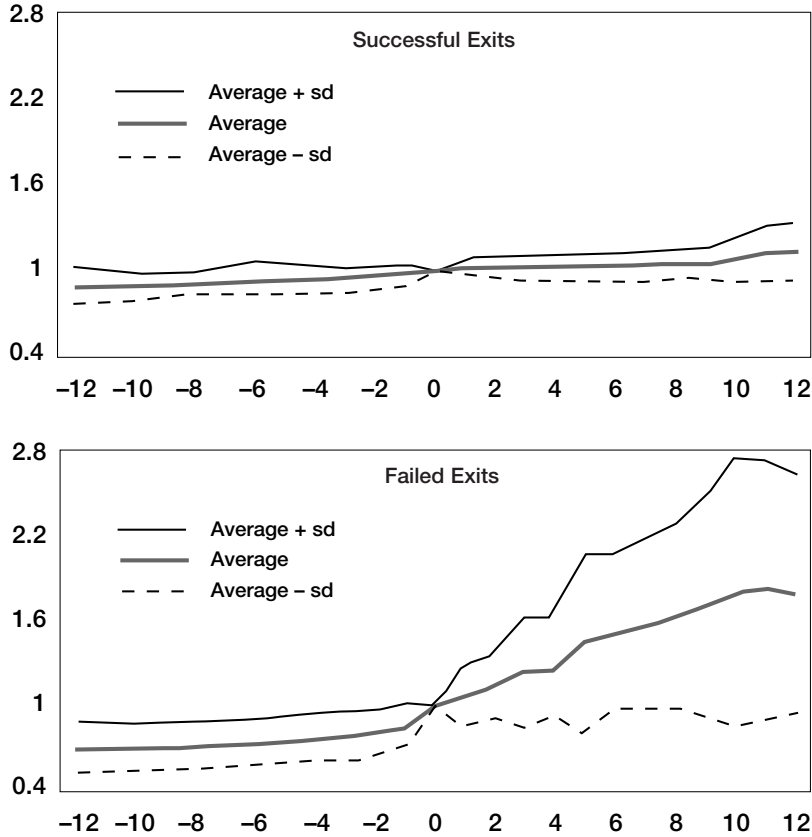 2.8
Successful Exits
Average + sd
2.2
Average
Average – sd
1.6
1
0.4
–12 –10 –8 –6 –4 –2 0 2 4 6 8 10 12
2.8
Failed Exits
Average + sd
2.2
Average
Average – sd
1.6
1
0.4
–12 –10 –8 –6 –4 –2 0 2 4 6 8 10 12